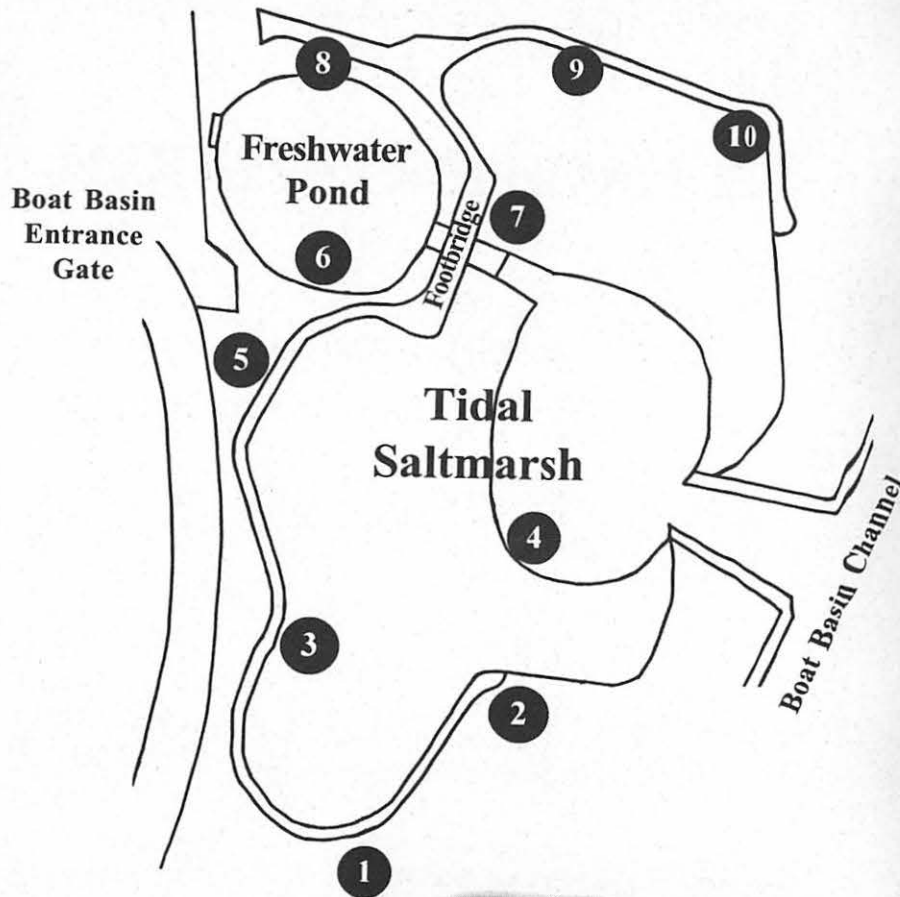 8
9
10
Freshwater
Pond
Boat Basin
Entrance
Gate
7
Footbridge
6
5
Tidal
Saltmarsh
4
Boat Basin Channel
3
2
1